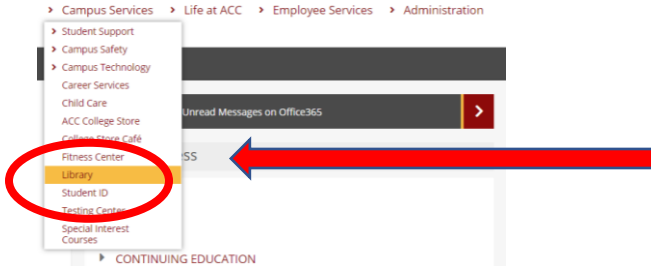 Campus Services Life at ACC Employee Services Administration
Student Support
Campus Safety
Campus Technology
Career Services
Child Care
ACC College Store
Unread Messages on Office365
College Store Café
Fitness Center
ss
Library
Student ID
Testing Center
Special Interest
Courses
CONTINUING EDUCATION